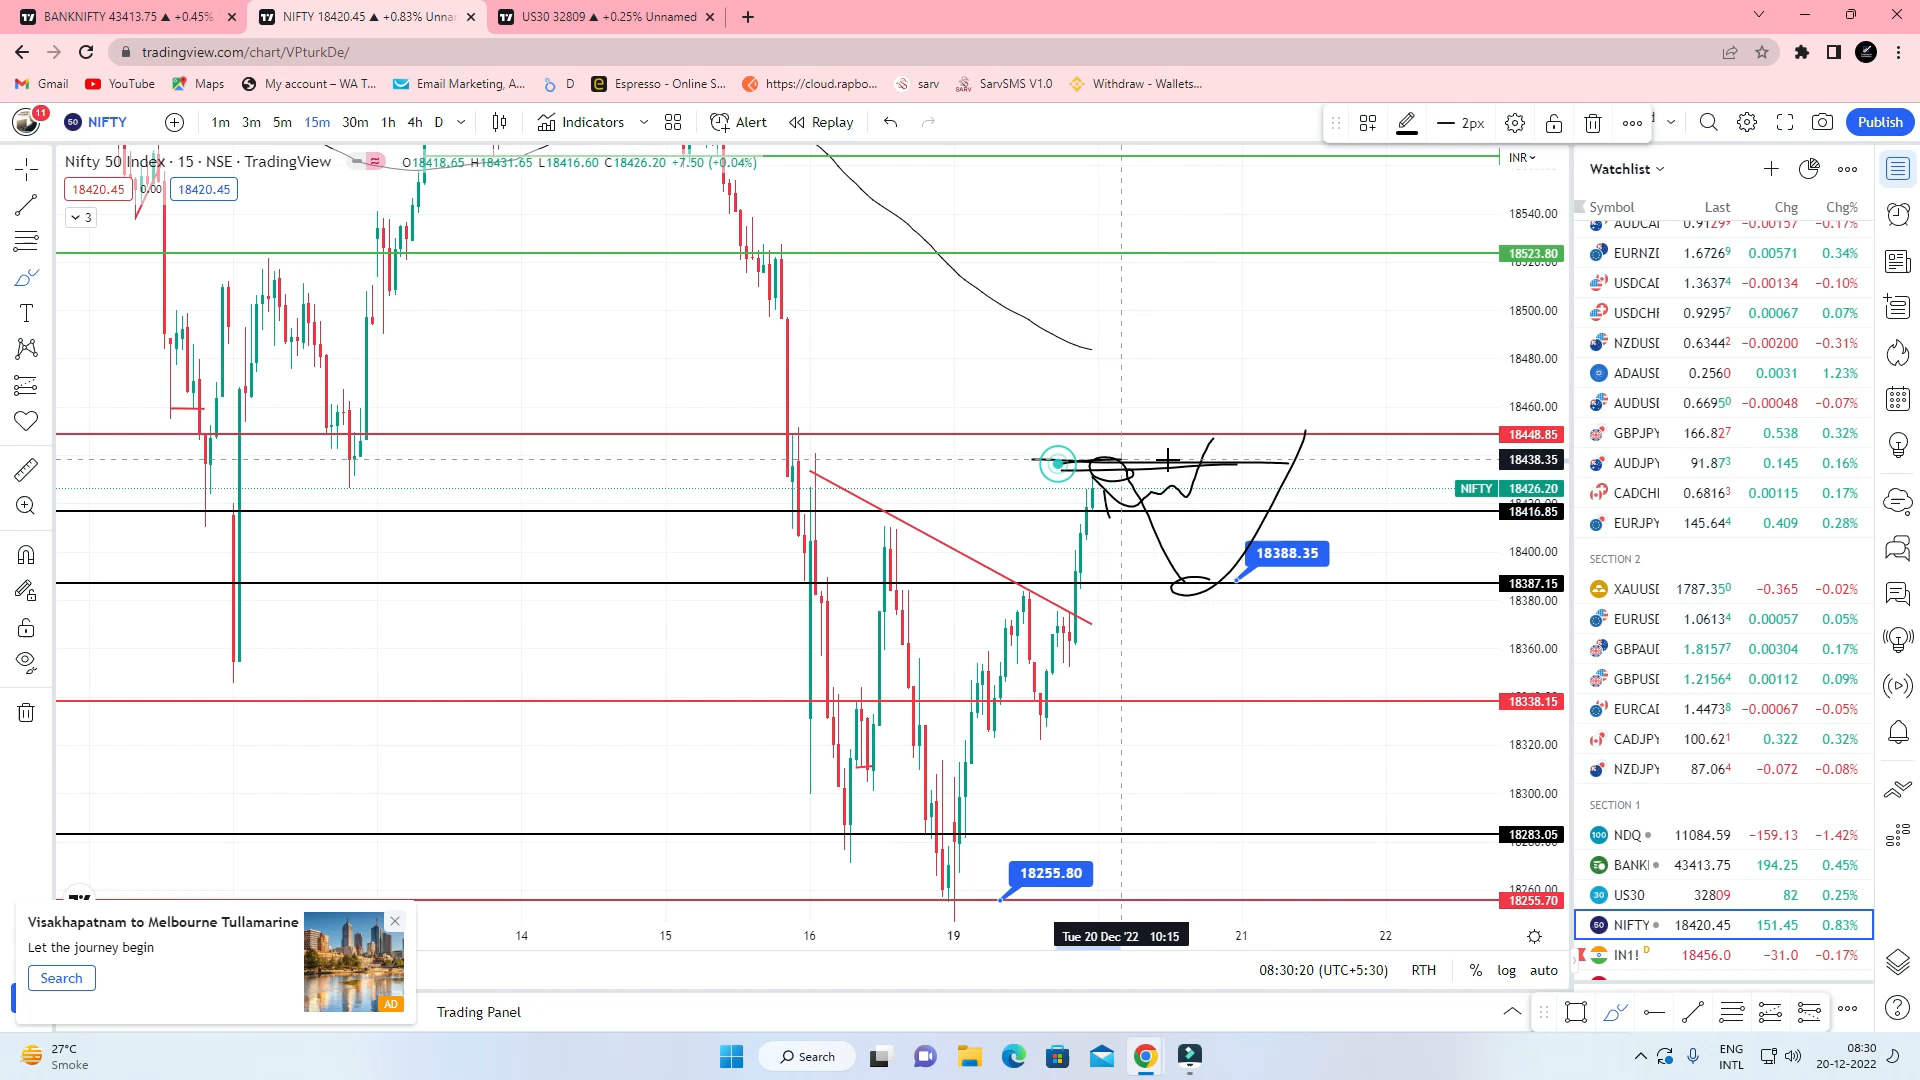 BANKNIFTY 43413.75 ▲ +0.45%
NIFTY 18420.45 ▲ +0.83% Unnar
US30 32809 ▲ +0.25% Unnamed
tradingview.com/chart/VPturkDe/
Gmail YouTube Maps My account – WA T... Email Marketing, A... D Espresso - Online S... https://cloud.rapbo... sarv SarvSMS V1.0 Withdraw - Wallets...
11 50 NIFTY 1m 3m 5m 15m 30m 1h 4h D Indicators Alert Replay 2px Publish
Nifty 50 Index · 15 · NSE · TradingView O18418.65 H18431.65 L18416.60 C18426.20 +7.50 (+0.04%)
INR
18420.45 0.00 18420.45
3
18540.00
18523.80
18500.00
18480.00
18460.00
18448.85
18438.35
NIFTY 18426.20
18416.85
18400.00
18388.35
18387.15
18380.00
18360.00
18338.15
18320.00
18300.00
18283.05
18255.80
18260.00
18255.70
14 16 19 Tue 20 Dec '22 10:15 21 22
08:30:20 (UTC+5:30) RTH % log auto
Trading Panel
Visakhapatnam to Melbourne Tullamarine
Let the journey begin
Search
AD
Watchlist
Symbol Last Chg Chg%
AUDCAI 0.9129⁹ −0.00157 −0.17%
EURNZI 1.6726⁹ 0.00571 0.34%
USDCAI 1.3637⁴ −0.00134 −0.10%
USDCHI 0.9295⁷ 0.00067 0.07%
NZDUSI 0.6344² −0.00200 −0.31%
ADAUSI 0.2560 0.0031 1.23%
AUDUSI 0.6695⁰ −0.00048 −0.07%
GBPJPY 166.82⁷ 0.538 0.32%
AUDJPY 91.87³ 0.145 0.16%
CADCHI 0.6816³ 0.00115 0.17%
EURJPY 145.64⁴ 0.409 0.28%
SECTION 2
XAUUSI 1787.35⁰ −0.365 −0.02%
EURUSI 1.0613⁴ 0.00057 0.05%
GBPAUI 1.8157⁷ 0.00304 0.17%
GBPUSI 1.2156⁴ 0.00112 0.09%
EURCAI 1.4473⁸ −0.00067 −0.05%
CADJPY 100.62¹ 0.322 0.32%
NZDJPY 87.06⁴ −0.072 −0.08%
SECTION 1
100 NDQ 11084.59 −159.13 −1.42%
BANKI 43413.75 194.25 0.45%
30 US30 32809 82 0.25%
50 NIFTY 18420.45 151.45 0.83%
IN1! D 18456.0 −31.0 −0.17%
27°C
Smoke
Search
ENG
INTL
08:30
20-12-2022